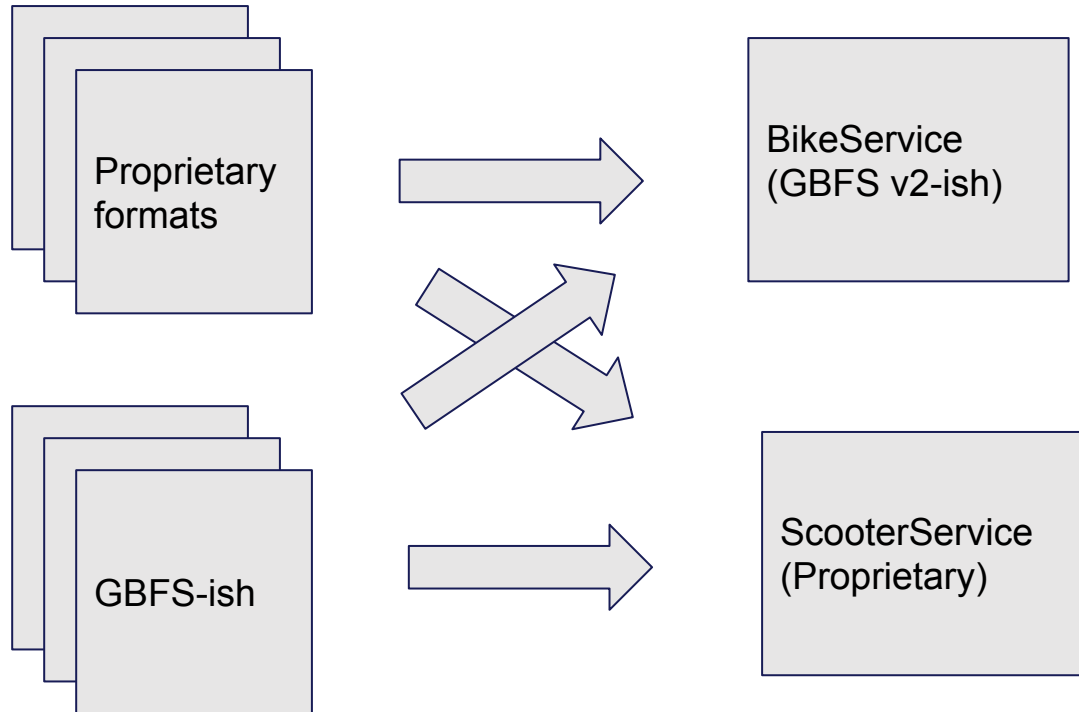 Proprietary
formats
BikeService
(GBFS v2-ish)
GBFS-ish
ScooterService
(Proprietary)